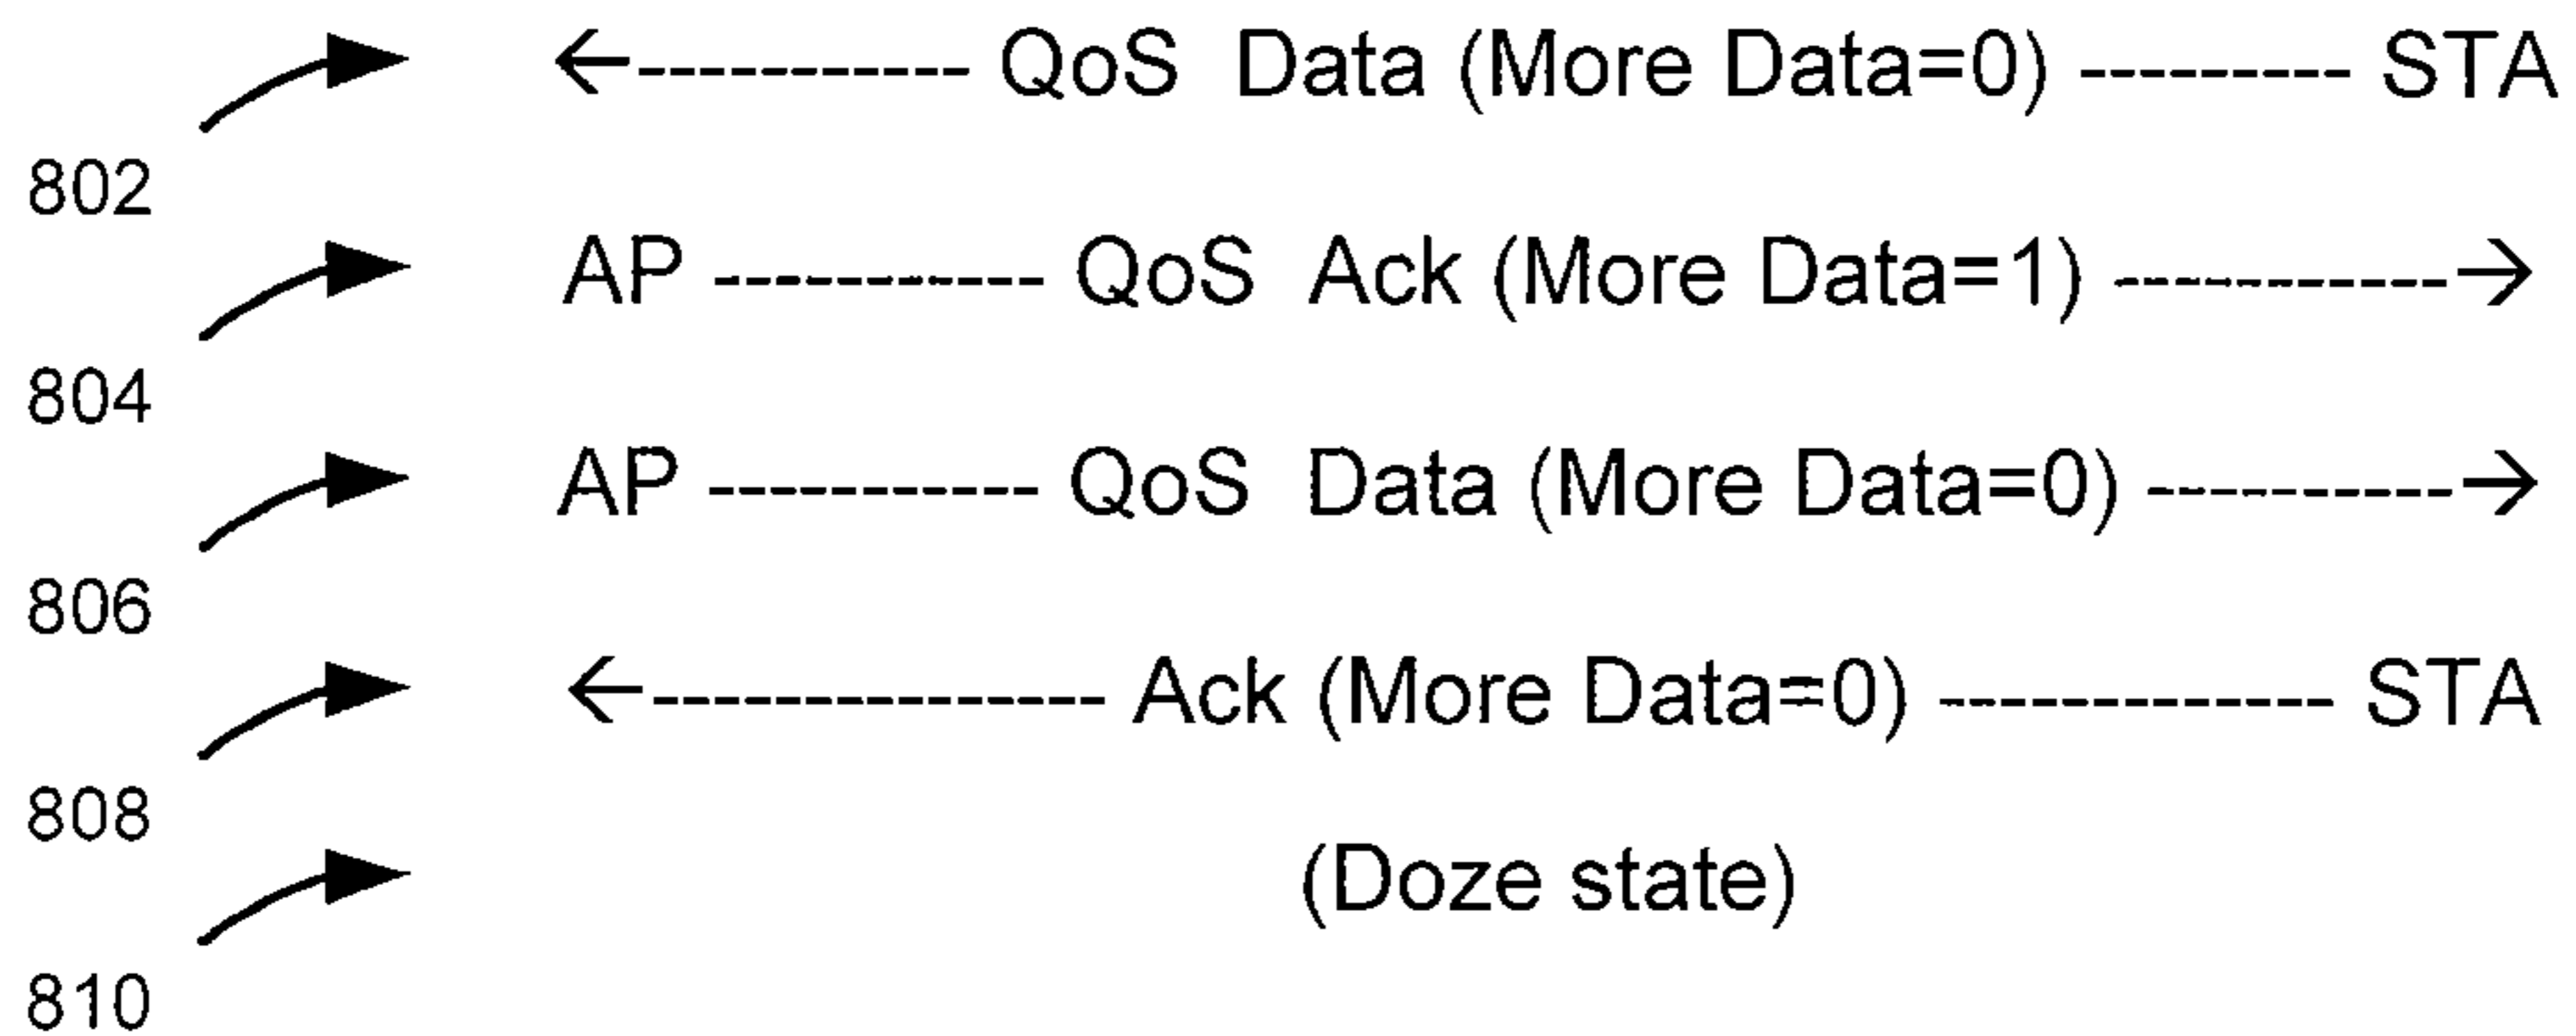 ←----------- QoS Data (More Data=0) --------- STA
802
AP ----------- QoS Ack (More Data=1) -----------→
804
AP ----------- QoS Data (More Data=0) ----------→
806
←--------------- Ack (More Data=0) ------------- STA
808
(Doze state)
810